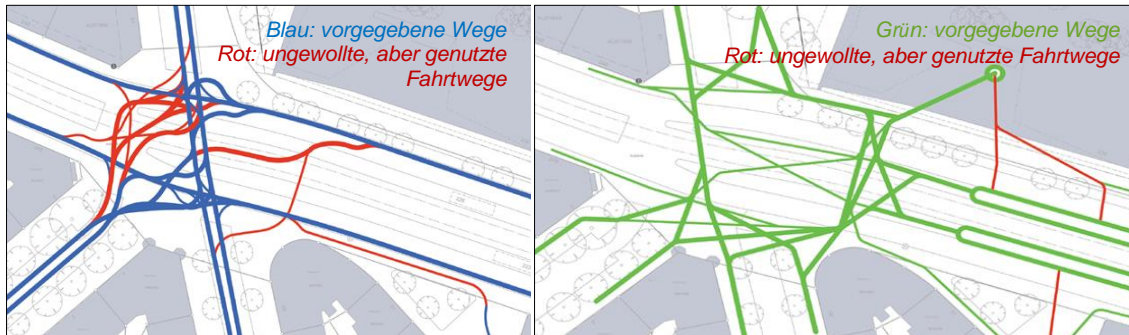 Blau: vorgegebene Wege
Rot: ungewollte, aber genutzte
Fahrtwege
Grün: vorgegebene Wege
Rot: ungewollte, aber genutzte Fahrtwege